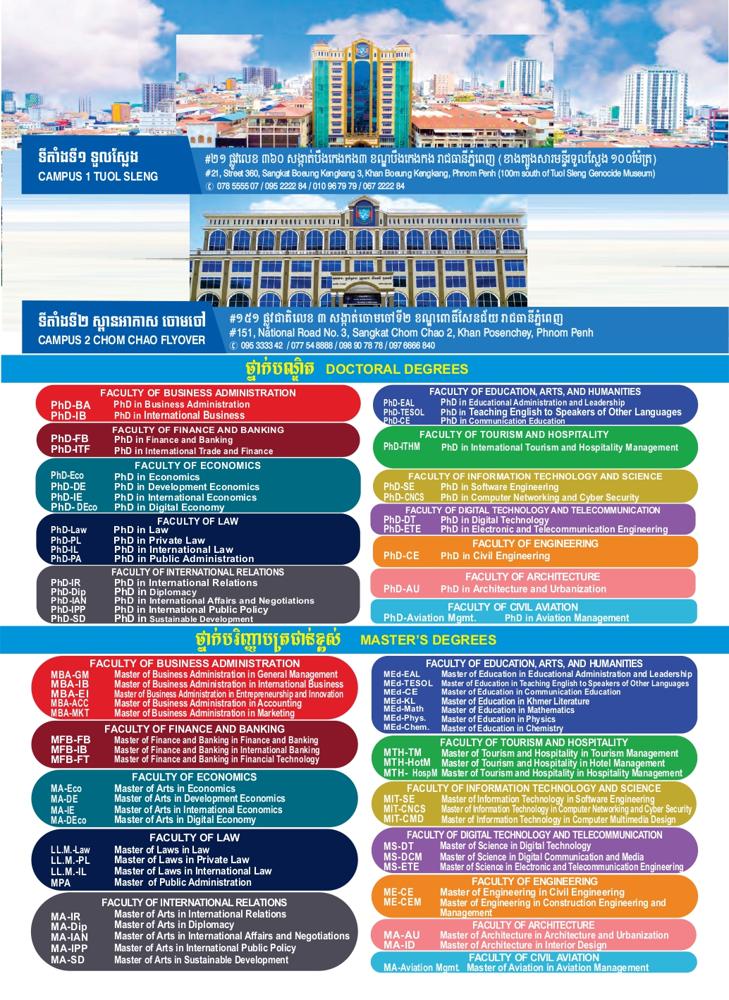 ទីតាំងទី១ ទួលស្លែង
CAMPUS 1 TUOL SLENG
#២១ ផ្លូវលេខ ៣៦០ សង្កាត់បឹងកេងកង៣ ខណ្ឌបឹងកេងកង រាជធានីភ្នំពេញ (ខាងត្បូងសារមន្ទីរទួលស្លែង ១០០ម៉ែត្រ)
#21, Street 360, Sangkat Boeung Kengkang 3, Khan Boeung Kengkang, Phnom Penh (100m south of Tuol Sleng Genocide Museum)
078 5555 07 / 095 2222 84 / 010 96 79 79 / 067 2222 84
ទីតាំងទី២ ស្ពានអាកាស ចោមចៅ
CAMPUS 2 CHOM CHAO FLYOVER
#១៥១ ផ្លូវជាតិលេខ ៣ សង្កាត់ចោមចៅទី២ ខណ្ឌពោធិ៍សែនជ័យ រាជធានីភ្នំពេញ
#151, National Road No. 3, Sangkat Chom Chao 2, Khan Posenchey, Phnom Penh
095 3333 42 / 077 54 8888 / 098 90 78 78 / 097 6666 840
ថ្នាក់បណ្ឌិត DOCTORAL DEGREES
FACULTY OF BUSINESS ADMINISTRATION
PhD-BA PhD in Business Administration
PhD-IB PhD in International Business
FACULTY OF FINANCE AND BANKING
PhD-FB PhD in Finance and Banking
PhD-ITF PhD in International Trade and Finance
FACULTY OF ECONOMICS
PhD-Eco PhD in Economics
PhD-DE PhD in Development Economics
PhD-IE PhD in International Economics
PhD- DEco PhD in Digital Economy
FACULTY OF LAW
PhD-Law PhD in Law
PhD-PL PhD in Private Law
PhD-IL PhD in International Law
PhD-PA PhD in Public Administration
FACULTY OF INTERNATIONAL RELATIONS
PhD-IR PhD in International Relations
PhD-Dip PhD in Diplomacy
PhD-IAN PhD in International Affairs and Negotiations
PhD-IPP PhD in International Public Policy
PhD-SD PhD in Sustainable Development
FACULTY OF EDUCATION, ARTS, AND HUMANITIES
PhD-EAL PhD in Educational Administration and Leadership
PhD-TESOL PhD in Teaching English to Speakers of Other Languages
PhD-CE PhD in Communication Education
FACULTY OF TOURISM AND HOSPITALITY
PhD-ITHM PhD in International Tourism and Hospitality Management
FACULTY OF INFORMATION TECHNOLOGY AND SCIENCE
PhD-SE PhD in Software Engineering
PhD-CNCS PhD in Computer Networking and Cyber Security
FACULTY OF DIGITAL TECHNOLOGY AND TELECOMMUNICATION
PhD-DT PhD in Digital Technology
PhD-ETE PhD in Electronic and Telecommunication Engineering
FACULTY OF ENGINEERING
PhD-CE PhD in Civil Engineering
FACULTY OF ARCHITECTURE
PhD-AU PhD in Architecture and Urbanization
FACULTY OF CIVIL AVIATION
PhD-Aviation Mgmt. PhD in Aviation Management
ថ្នាក់បរិញ្ញាបត្រជាន់ខ្ពស់ MASTER'S DEGREES
FACULTY OF BUSINESS ADMINISTRATION
MBA-GM Master of Business Administration in General Management
MBA-IB Master of Business Administration in International Business
MBA-EI Master of Business Administration in Entrepreneurship and Innovation
MBA-ACC Master of Business Administration in Accounting
MBA-MKT Master of Business Administration in Marketing
FACULTY OF FINANCE AND BANKING
MFB-FB Master of Finance and Banking in Finance and Banking
MFB-IB Master of Finance and Banking in International Banking
MFB-FT Master of Finance and Banking in Financial Technology
FACULTY OF ECONOMICS
MA-Eco Master of Arts in Economics
MA-DE Master of Arts in Development Economics
MA-IE Master of Arts in International Economics
MA-DEco Master of Arts in Digital Economy
FACULTY OF LAW
LL.M.-Law Master of Laws in Law
LL.M.-PL Master of Laws in Private Law
LL.M.-IL Master of Laws in International Law
MPA Master of Public Administration
FACULTY OF INTERNATIONAL RELATIONS
MA-IR Master of Arts in International Relations
MA-Dip Master of Arts in Diplomacy
MA-IAN Master of Arts in International Affairs and Negotiations
MA-IPP Master of Arts in International Public Policy
MA-SD Master of Arts in Sustainable Development
FACULTY OF EDUCATION, ARTS, AND HUMANITIES
MEd-EAL Master of Education in Educational Administration and Leadership
MEd-TESOL Master of Education in Teaching English to Speakers of Other Languages
MEd-CE Master of Education in Communication Education
MEd-KL Master of Education in Khmer Literature
MEd-Math Master of Education in Mathematics
MEd-Phys. Master of Education in Physics
MEd-Chem. Master of Education in Chemistry
FACULTY OF TOURISM AND HOSPITALITY
MTH-TM Master of Tourism and Hospitality in Tourism Management
MTH-HotM Master of Tourism and Hospitality in Hotel Management
MTH- HospM Master of Tourism and Hospitality in Hospitality Management
FACULTY OF INFORMATION TECHNOLOGY AND SCIENCE
MIT-SE Master of Information Technology in Software Engineering
MIT-CNCS Master of Information Technology in Computer Networking and Cyber Security
MIT-CMD Master of Information Technology in Computer Multimedia Design
FACULTY OF DIGITAL TECHNOLOGY AND TELECOMMUNICATION
MS-DT Master of Science in Digital Technology
MS-DCM Master of Science in Digital Communication and Media
MS-ETE Master of Science in Electronic and Telecommunication Engineering
FACULTY OF ENGINEERING
ME-CE Master of Engineering in Civil Engineering
ME-CEM Master of Engineering in Construction Engineering and
Management
FACULTY OF ARCHITECTURE
MA-AU Master of Architecture in Architecture and Urbanization
MA-ID Master of Architecture in Interior Design
FACULTY OF CIVIL AVIATION
MA-Aviation Mgmt. Master of Aviation in Aviation Management